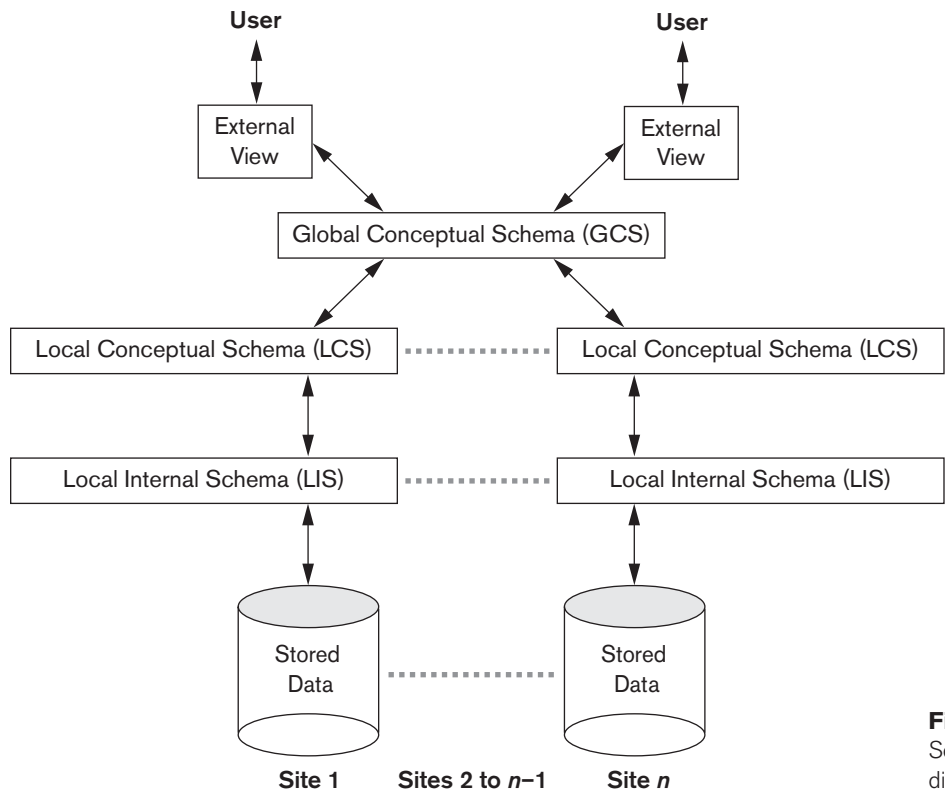 User User
External View External View
Global Conceptual Schema (GCS)
Local Conceptual Schema (LCS) Local Conceptual Schema (LCS)
Local Internal Schema (LIS) Local Internal Schema (LIS)
Stored Data Stored Data
Site 1 Sites 2 to n–1 Site n